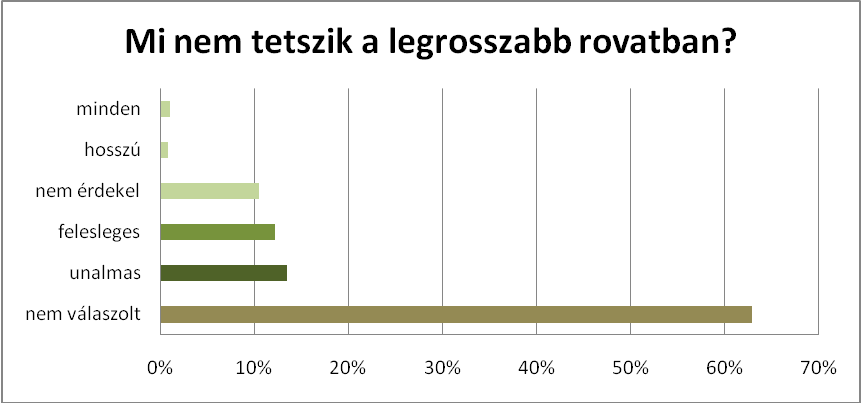 Mi nem tetszik a legrosszabb rovatban?
minden
hosszú
nem érdekel
felesleges
unalmas
nem válaszolt
0% 10% 20% 30% 40% 50% 60% 70%